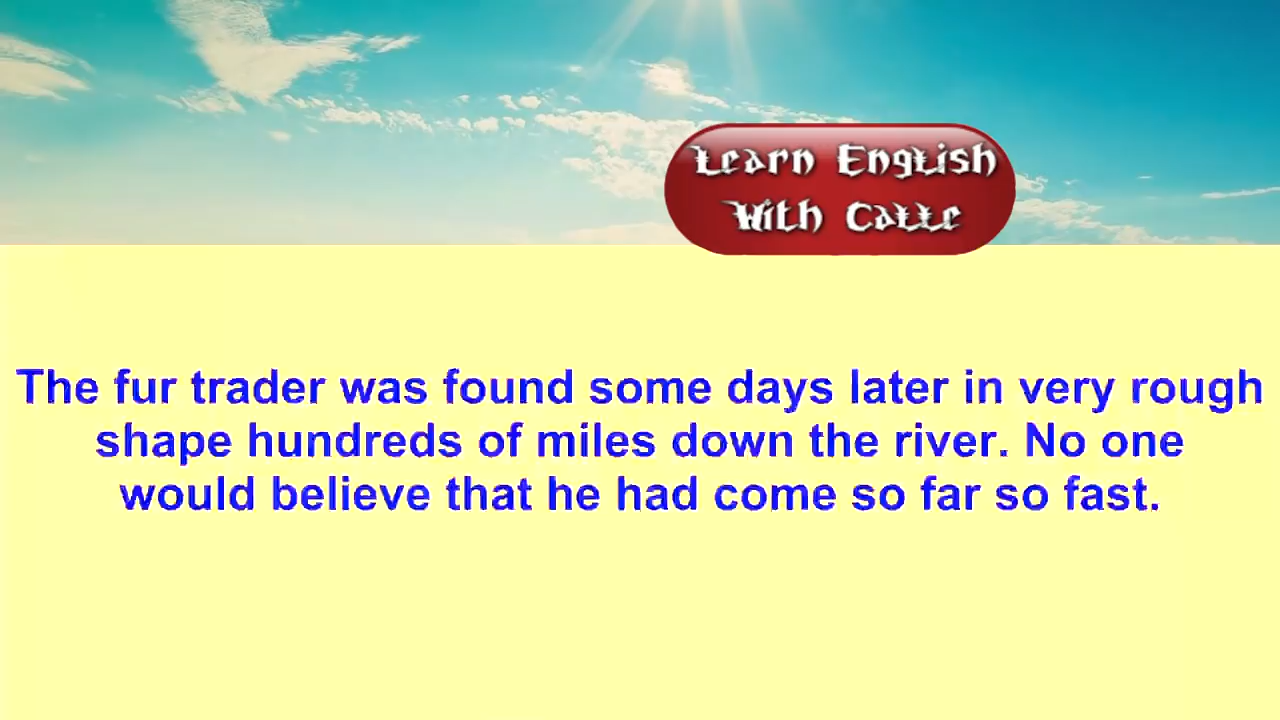 Learn English
With Calle
The fur trader was found some days later in very rough
shape hundreds of miles down the river. No one
would believe that he had come so far so fast.